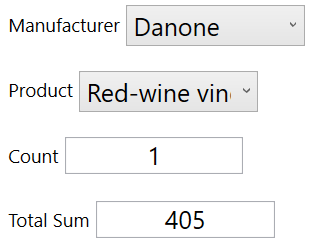 Manufacturer Danone
Product Red-wine vin
Count 1
Total Sum 405